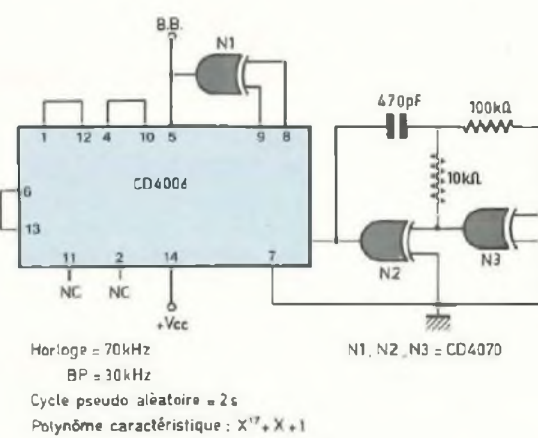 B.B.
N1
470pF
100kΩ
1 12 4 10 5 9 8
CD4006
10kΩ
6
13
11 2 14 7
N2
N3
NC NC
+Vcc
Horloge = 70kHz
N1, N2, N3 = CD4070
BP = 30kHz
Cycle pseudo aléatoire = 2s
Polynôme caractéristique : X¹⁷+X+1